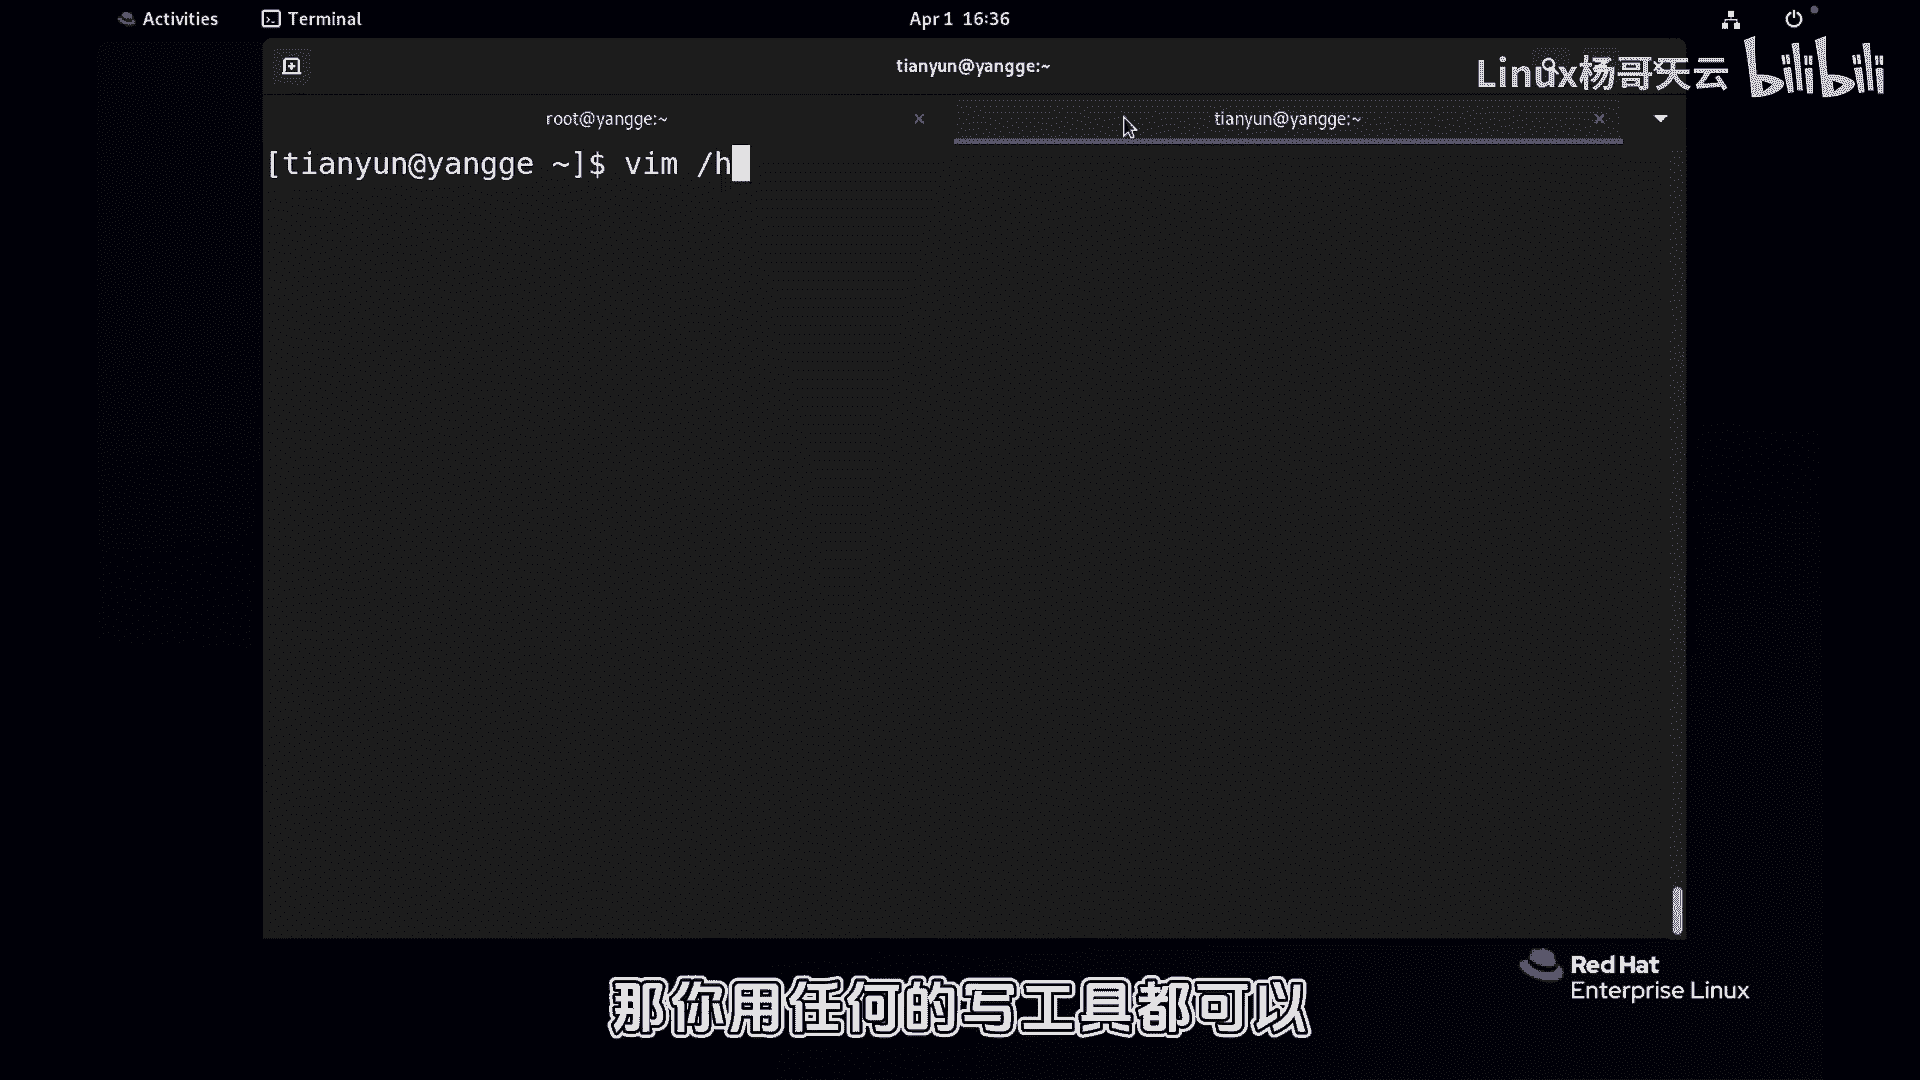 Activities Terminal Apr 1 16:36
tianyun@yangge:~
Linux杨哥天云 bilibili
root@yangge:~ tianyun@yangge:~
[tianyun@yangge ~]$ vim /h
Red Hat
Enterprise Linux
那你用任何的写工具都可以